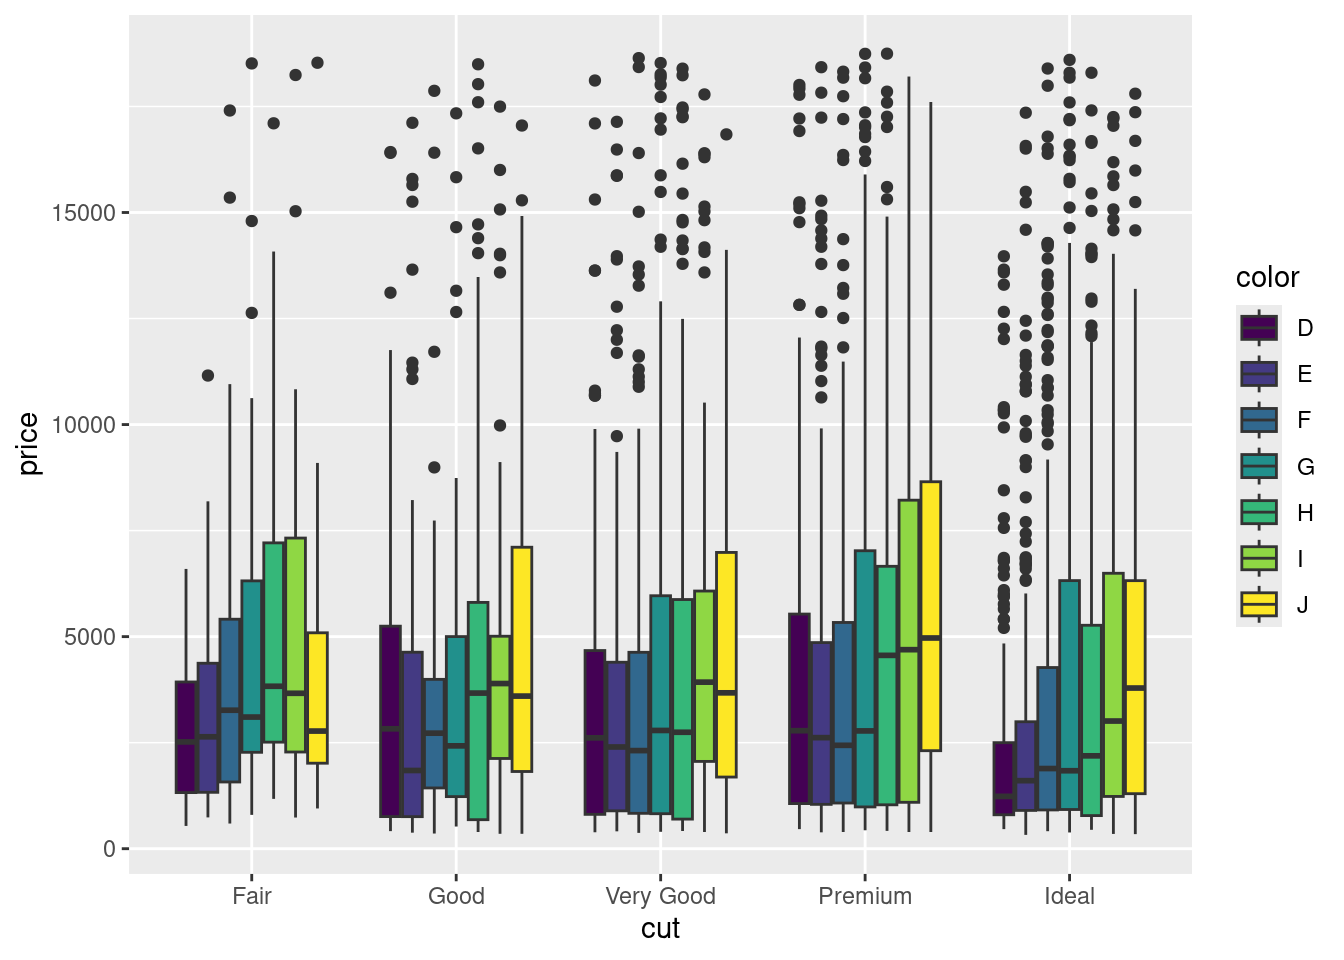 15000
10000
5000
0
price
Fair
Good
Very Good
Premium
Ideal
cut
color
D
E
F
G
H
I
J